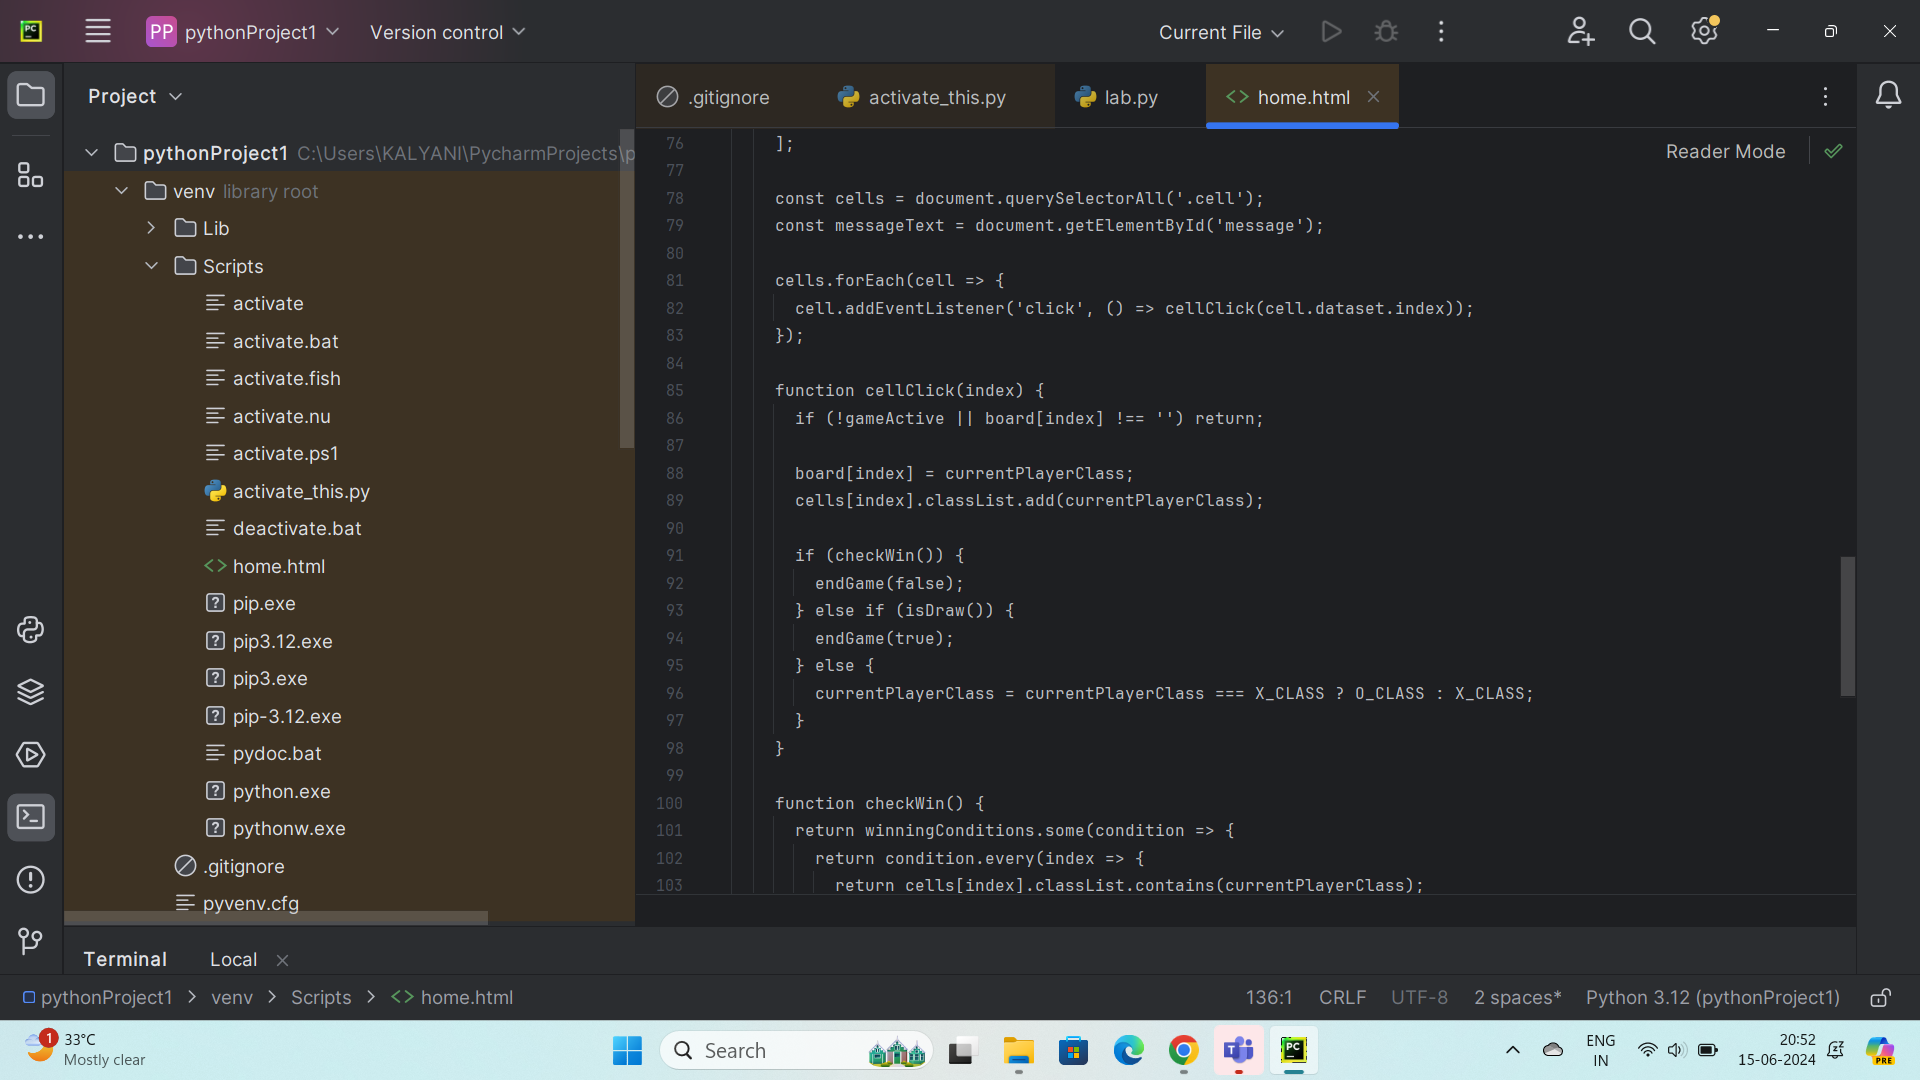 PC
PP pythonProject1
Version control
Current File
Project
.gitignore
activate_this.py
lab.py
home.html
pythonProject1 C:\Users\KALYANI\PycharmProjects\p
venv library root
Lib
Scripts
activate
activate.bat
activate.fish
activate.nu
activate.ps1
activate_this.py
deactivate.bat
home.html
pip.exe
pip3.12.exe
pip3.exe
pip-3.12.exe
pydoc.bat
python.exe
pythonw.exe
.gitignore
pyvenv.cfg
Reader Mode
76 ];
77
78 const cells = document.querySelectorAll('.cell');
79 const messageText = document.getElementById('message');
80
81 cells.forEach(cell => {
82 cell.addEventListener('click', () => cellClick(cell.dataset.index));
83 });
84
85 function cellClick(index) {
86 if (!gameActive || board[index] !== '') return;
87
88 board[index] = currentPlayerClass;
89 cells[index].classList.add(currentPlayerClass);
90
91 if (checkWin()) {
92 endGame(false);
93 } else if (isDraw()) {
94 endGame(true);
95 } else {
96 currentPlayerClass = currentPlayerClass === X_CLASS ? O_CLASS : X_CLASS;
97 }
98 }
99
100 function checkWin() {
101 return winningConditions.some(condition => {
102 return condition.every(index => {
103 return cells[index].classList.contains(currentPlayerClass);
Terminal
Local
pythonProject1 > venv > Scripts > home.html
136:1
CRLF
UTF-8
2 spaces*
Python 3.12 (pythonProject1)
1
33°C
Mostly clear
Search
PC
ENG
IN
20:52
15-06-2024
PRE